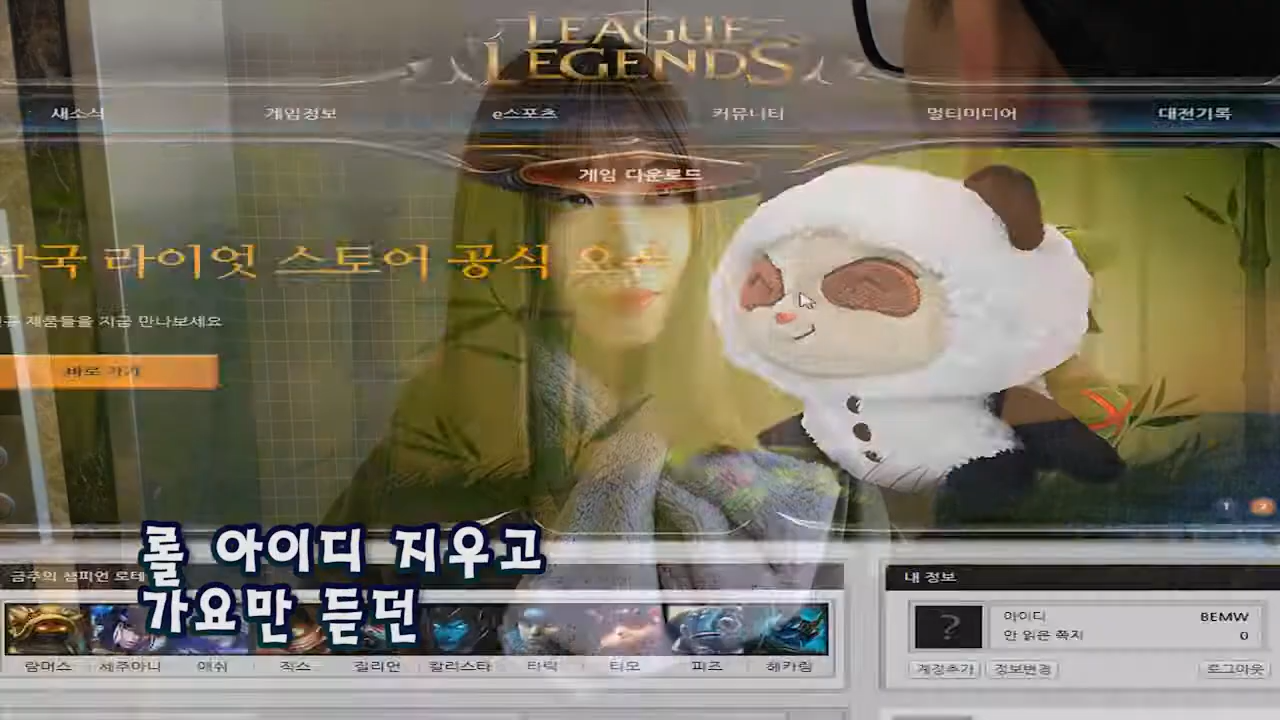 LEAGUE
LEGENDS
새소식 게임정보 e스포츠 커뮤니티 멀티미디어 대전기록
게임 다운로드
한국 라이엇 스토어 공식 오픈
제품들을 지금 만나보세요
바로 가기
1 2
롤 아이디 지우고
가요만 듣던
금주의 챔피언 로테
내 정보
?
아이디 BEMW
안 읽은 쪽지 0
람머스 세주아니 애쉬 직스 질리언 칼리스타 타릭 티모 피즈 헤카림
계정추가 정보변경 로그아웃